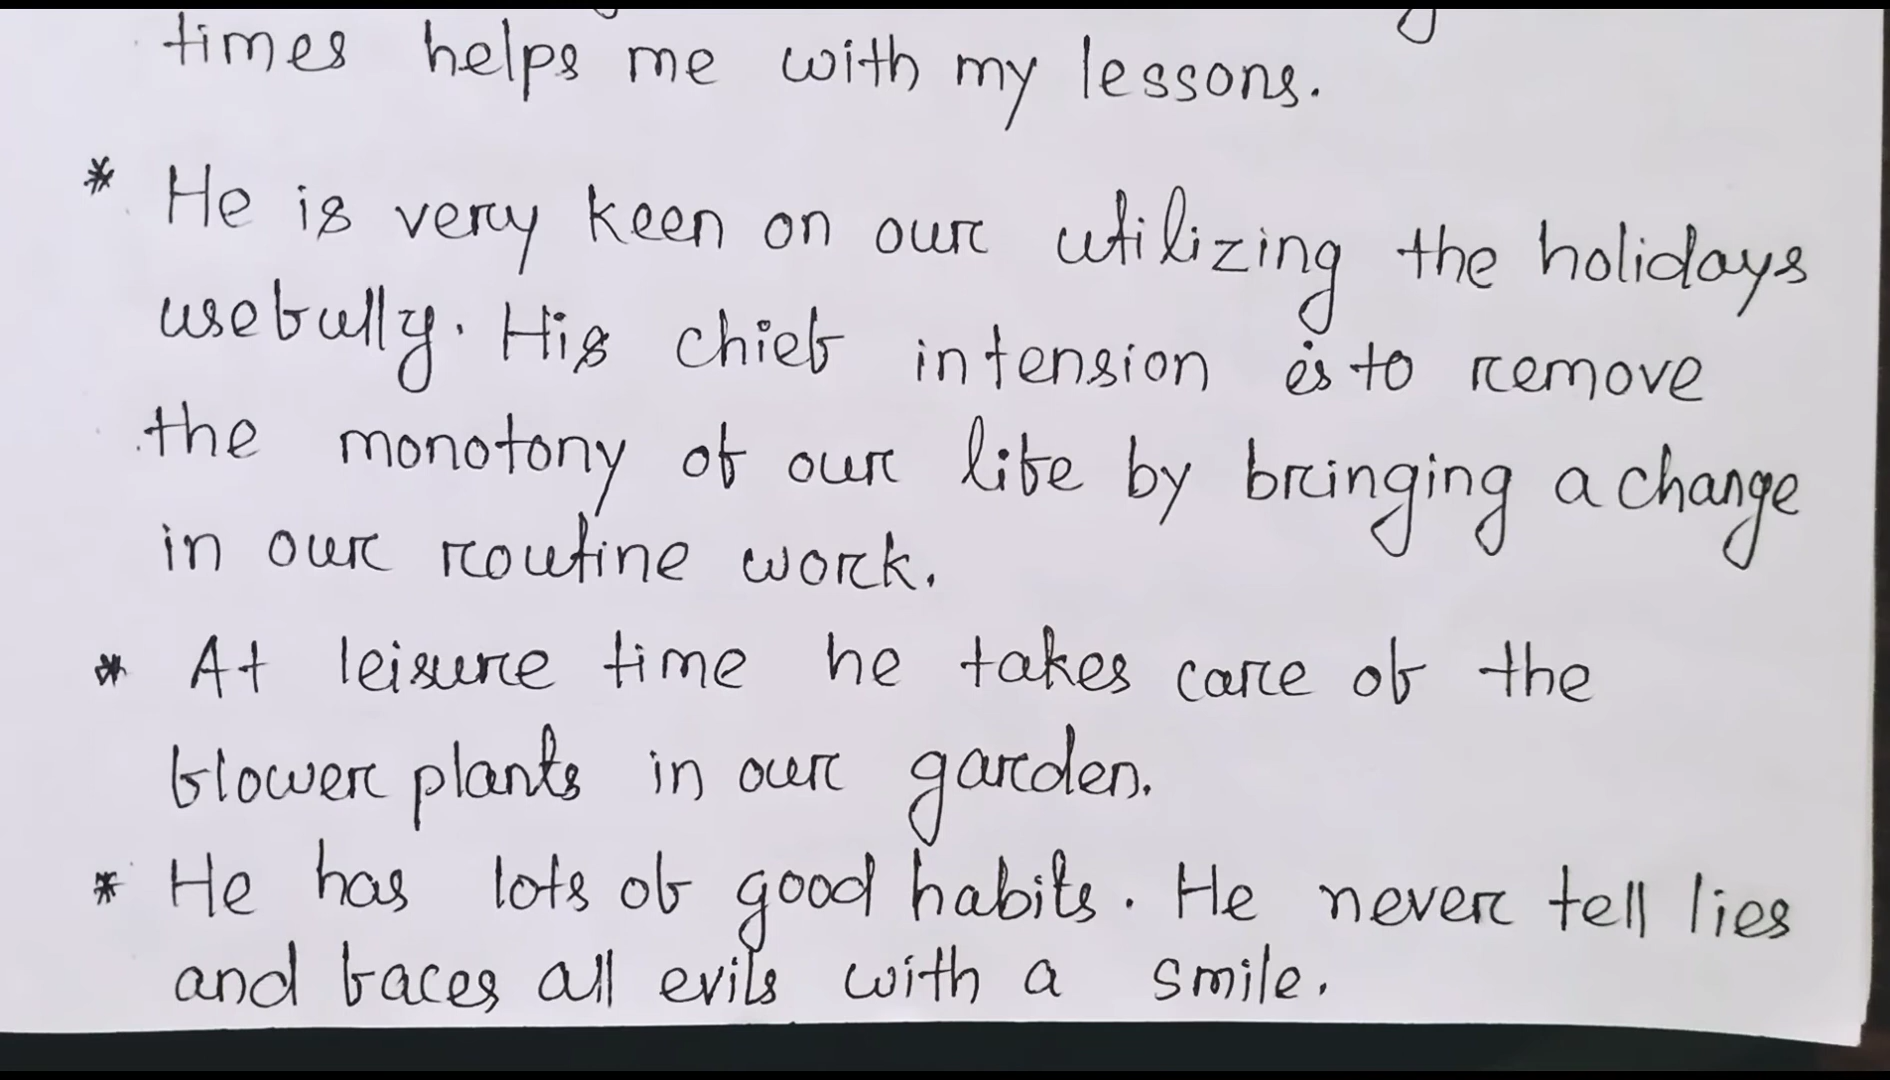 times helps me with my lessons.
* He is very keen on our utilizing the holidays
usefully. His chief intension is to remove
the monotony of our life by bringing a change
in our routine work.
* At leisure time he takes care of the
flower plants in our garden.
* He has lots of good habits. He never tell lies
and faces all evils with a smile.